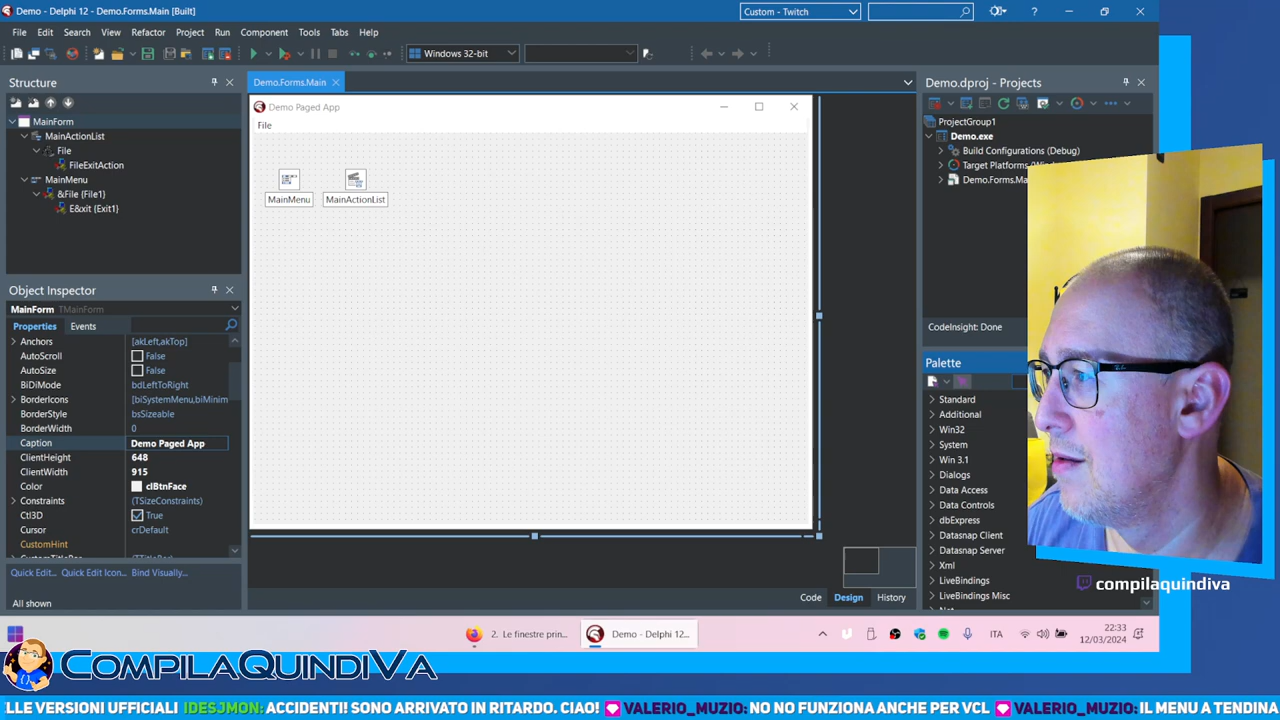 Demo - Delphi 12 - Demo.Forms.Main [Built]
Custom - Twitch
File Edit Search View Refactor Project Run Component Tools Tabs Help
Windows 32-bit
Structure
MainForm
MainActionList
File
FileExitAction
MainMenu
&File {File1}
E&xit {Exit1}
Object Inspector
MainForm TMainForm
Properties Events
Anchors [akLeft,akTop]
AutoScroll False
AutoSize False
BiDiMode bdLeftToRight
BorderIcons [biSystemMenu,biMinim
BorderStyle bsSizeable
BorderWidth 0
Caption Demo Paged App
ClientHeight 648
ClientWidth 915
Color clBtnFace
Constraints (TSizeConstraints)
Ctl3D True
Cursor crDefault
CustomHint
Quick Edit... Quick Edit Icon... Bind Visually...
All shown
Demo.Forms.Main
Demo Paged App
File
MainMenu MainActionList
Code Design History
Demo.dproj - Projects
ProjectGroup1
Demo.exe
Build Configurations (Debug)
Target Platforms (Win
Demo.Forms.Ma
CodeInsight: Done
Palette
Standard
Additional
Win32
System
Win 3.1
Dialogs
Data Access
Data Controls
dbExpress
Datasnap Client
Datasnap Server
Xml
LiveBindings
LiveBindings Misc
compilaquindiva
2. Le finestre prin...
Demo - Delphi 12...
ITA
22:33
12/03/2024
COMPILAQUINDIVA
LLE VERSIONI UFFICIALI IDESJMON: ACCIDENTI! SONO ARRIVATO IN RITARDO. CIAO! VALERIO_MUZIO: NO NO FUNZIONA ANCHE PER VCL VALERIO_MUZIO: IL MENU A TENDINA